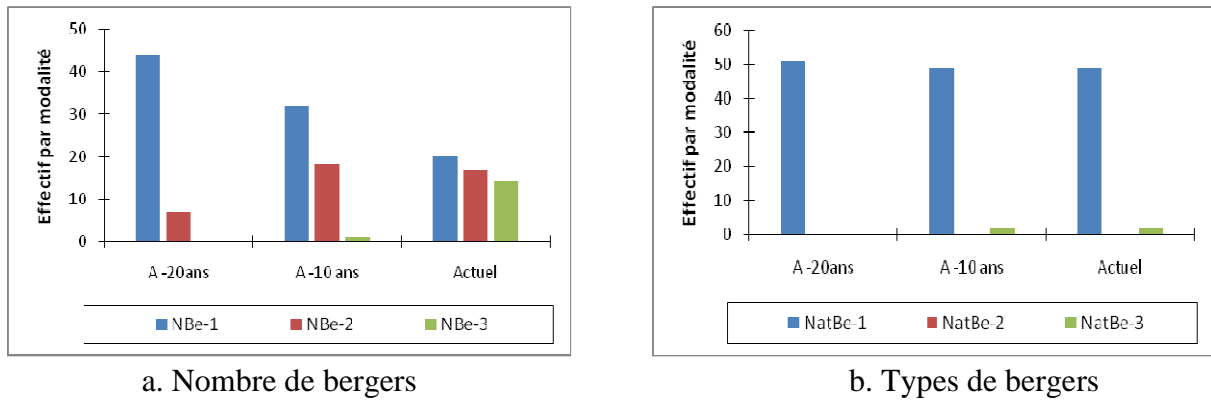 Effectif par modalité
50
40
30
20
10
0
A -20ans
A -10 ans
Actuel
NBe-1
NBe-2
NBe-3
a. Nombre de bergers
Effectif par modalité
60
50
40
30
20
10
0
A -20ans
A -10 ans
Actuel
NatBe-1
NatBe-2
NatBe-3
b. Types de bergers